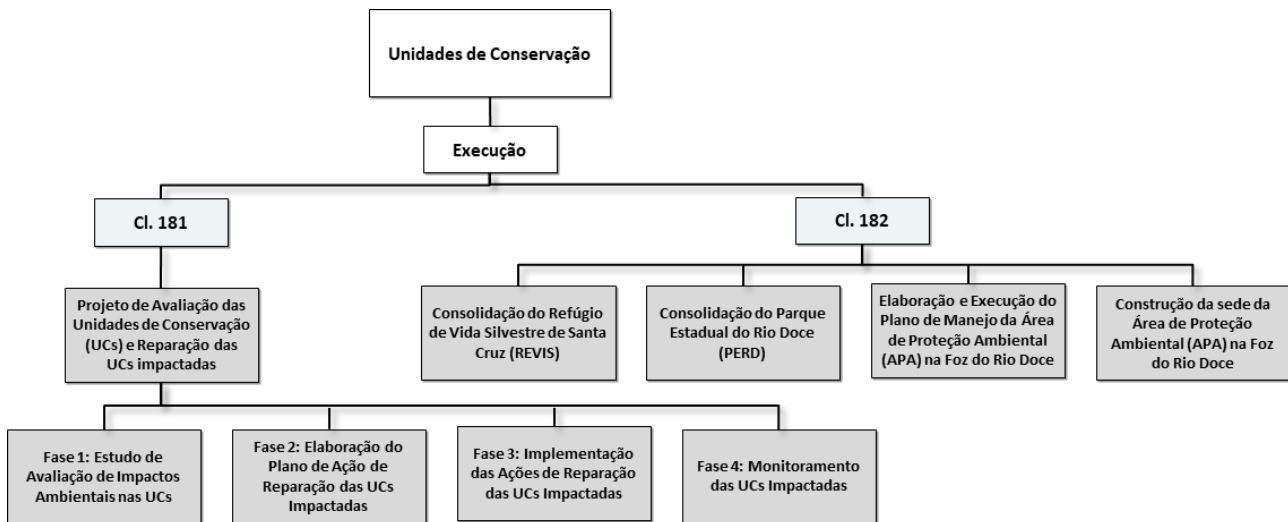 Unidades de Conservação
Execução
Cl. 181
Cl. 182
Projeto de Avaliação das
Unidades de Conservação
(UCs) e Reparação das
UCs impactadas
Consolidação do Refúgio
de Vida Silvestre de Santa
Cruz (REVIS)
Consolidação do Parque
Estadual do Rio Doce
(PERD)
Elaboração e Execução do
Plano de Manejo da Área
de Proteção Ambiental
(APA) na Foz do Rio Doce
Construção da sede da
Área de Proteção
Ambiental (APA) na Foz
do Rio Doce
Fase 1: Estudo de
Avaliação de Impactos
Ambientais nas UCs
Fase 2: Elaboração do
Plano de Ação de
Reparação das UCs
Impactadas
Fase 3: Implementação
das Ações de Reparação
das UCs Impactadas
Fase 4: Monitoramento
das UCs Impactadas